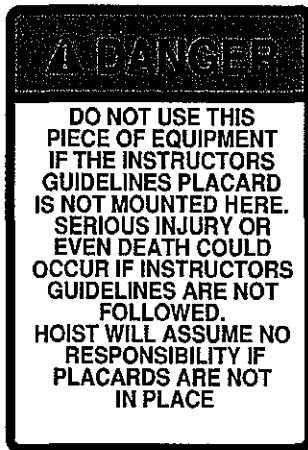 ⚠ DANGER
DO NOT USE THIS
PIECE OF EQUIPMENT
IF THE INSTRUCTORS
GUIDELINES PLACARD
IS NOT MOUNTED HERE.
SERIOUS INJURY OR
EVEN DEATH COULD
OCCUR IF INSTRUCTORS
GUIDELINES ARE NOT
FOLLOWED.
HOIST WILL ASSUME NO
RESPONSIBILITY IF
PLACARDS ARE NOT
IN PLACE